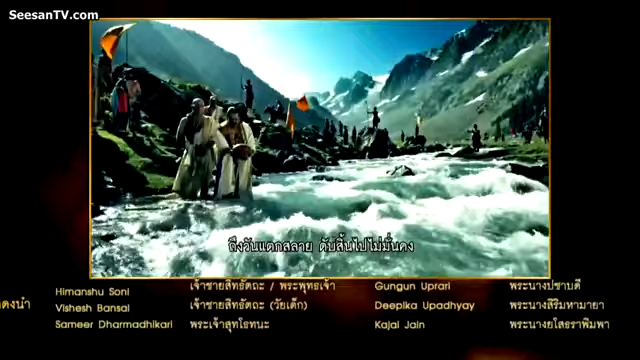 SeesanTV.com
ถึงวันแตกสลาย ดับสิ้นไปไม่มั่นคง
Himanshu Soni เจ้าชายสิทธัตถะ / พระพุทธเจ้า Gungun Uprari พระนางปชาบดี
Vishesh Bansal เจ้าชายสิทธัตถะ (วัยเด็ก) Deepika Upadhyay พระนางสิริมหามายา
Sameer Dharmadhikari พระเจ้าสุทโธทนะ Kajal Jain พระนางยโสธราพิมพา